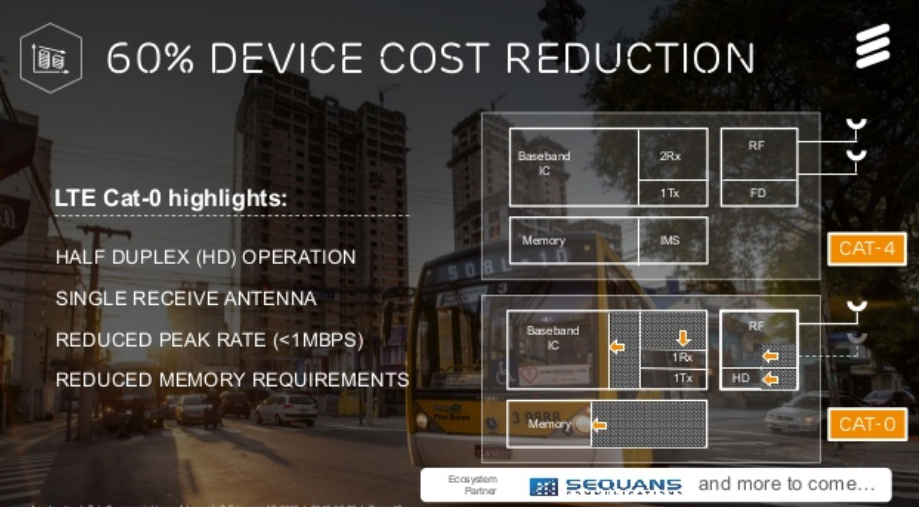 60% DEVICE COST REDUCTION
LTE Cat-0 highlights:
HALF DUPLEX (HD) OPERATION
SINGLE RECEIVE ANTENNA
REDUCED PEAK RATE (<1MBPS)
REDUCED MEMORY REQUIREMENTS
Baseband
IC
2Rx
1Tx
RF
FD
Memory
IMS
CAT-4
Baseband
IC
1Rx
1Tx
RF
HD
Memory
CAT-0
Ecosystem
Partner
SEQUANS
COMMUNICATIONS
and more to come...